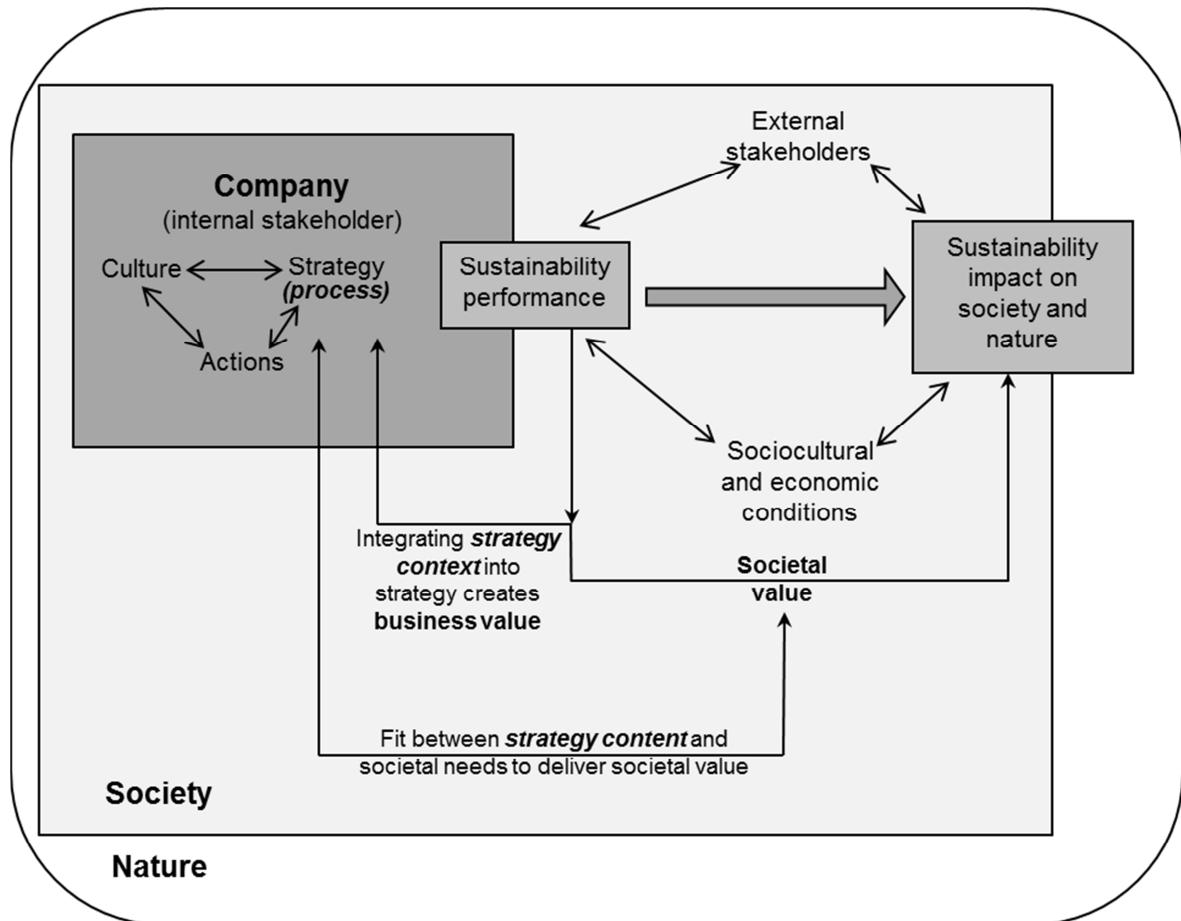 External
stakeholders
Company
(internal stakeholder)
Culture
Strategy
(process)
Actions
Sustainability
performance
Sustainability
impact on
society and
nature
Sociocultural
and economic
conditions
Integrating strategy
context into
strategy creates
business value
Societal
value
Fit between strategy content and
societal needs to deliver societal value
Society
Nature